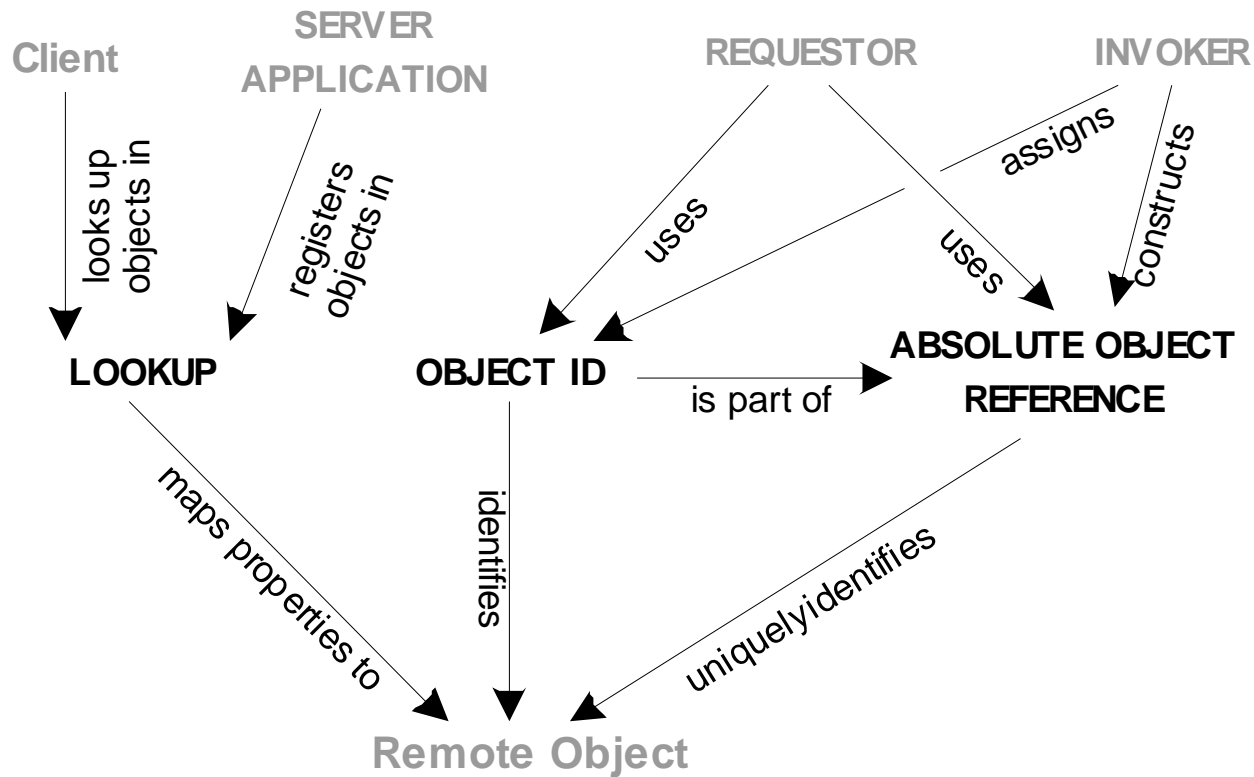 Client
SERVER
APPLICATION
REQUESTOR
INVOKER
looks up
objects in
registers
objects in
uses
assigns
uses
constructs
LOOKUP
OBJECT ID
is part of
ABSOLUTE OBJECT
REFERENCE
maps properties to
identifies
uniquelyidentifies
Remote Object